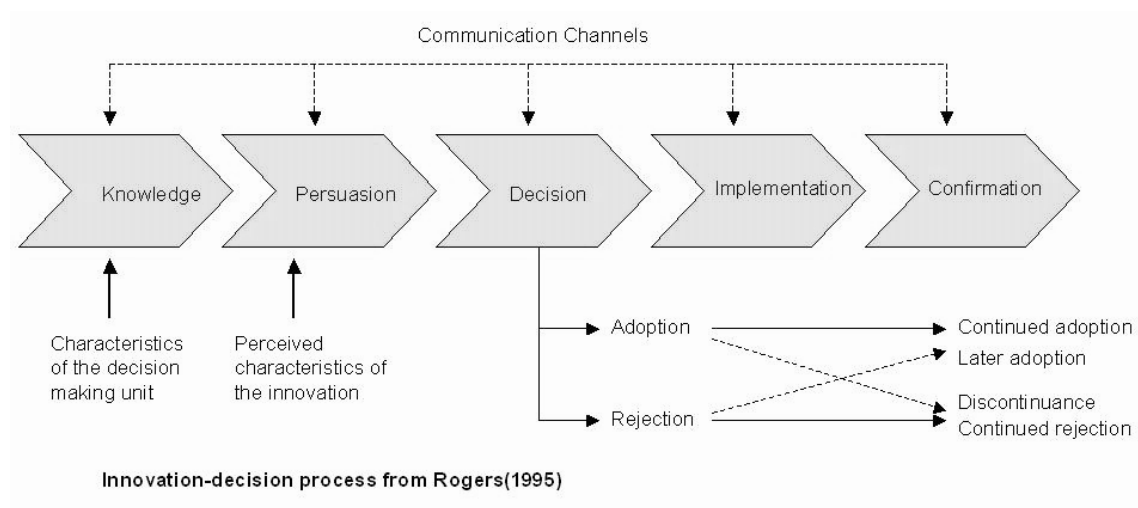 Communication Channels
Knowledge
Persuasion
Decision
Implementation
Confirmation
Characteristics
of the decision
making unit
Perceived
characteristics of
the innovation
Adoption
Rejection
Continued adoption
Later adoption
Discontinuance
Continued rejection
Innovation-decision process from Rogers(1995)